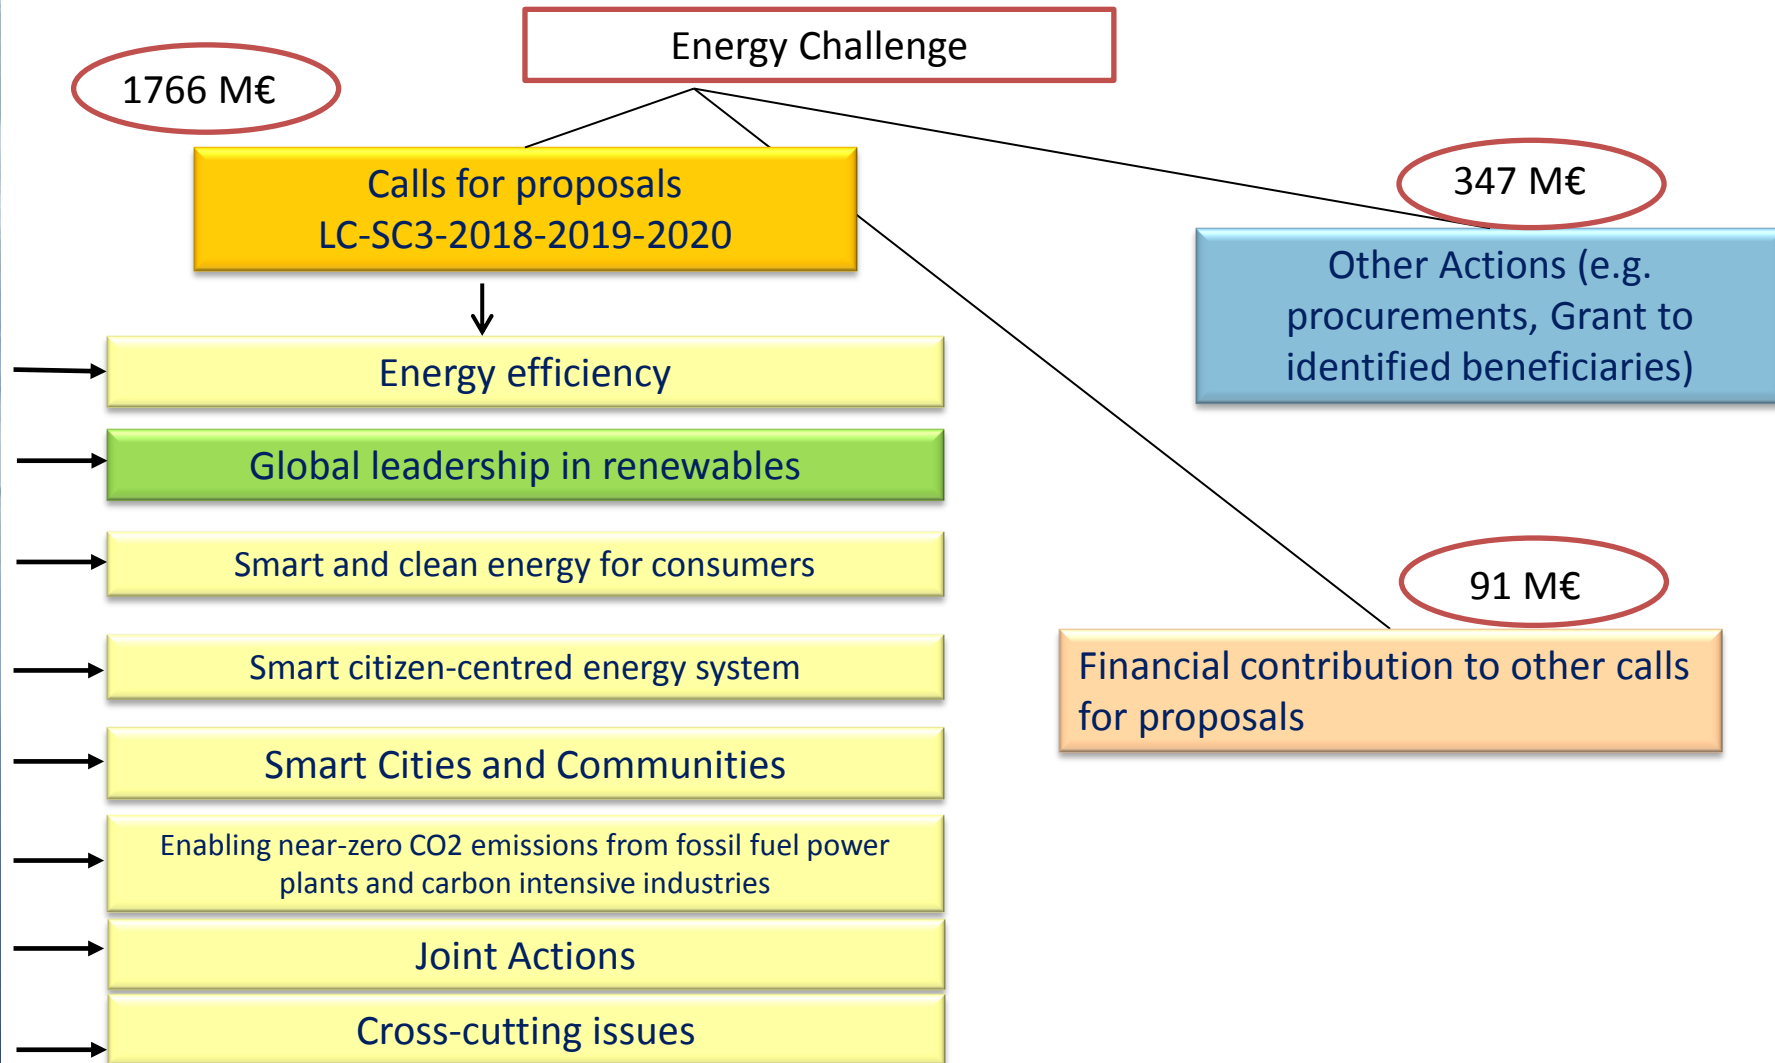 Energy Challenge
1766 M€
Calls for proposals
LC-SC3-2018-2019-2020
347 M€
Other Actions (e.g.
procurements, Grant to
identified beneficiaries)
Energy efficiency
Global leadership in renewables
Smart and clean energy for consumers
91 M€
Smart citizen-centred energy system
Financial contribution to other calls
for proposals
Smart Cities and Communities
Enabling near-zero CO2 emissions from fossil fuel power
plants and carbon intensive industries
Joint Actions
Cross-cutting issues